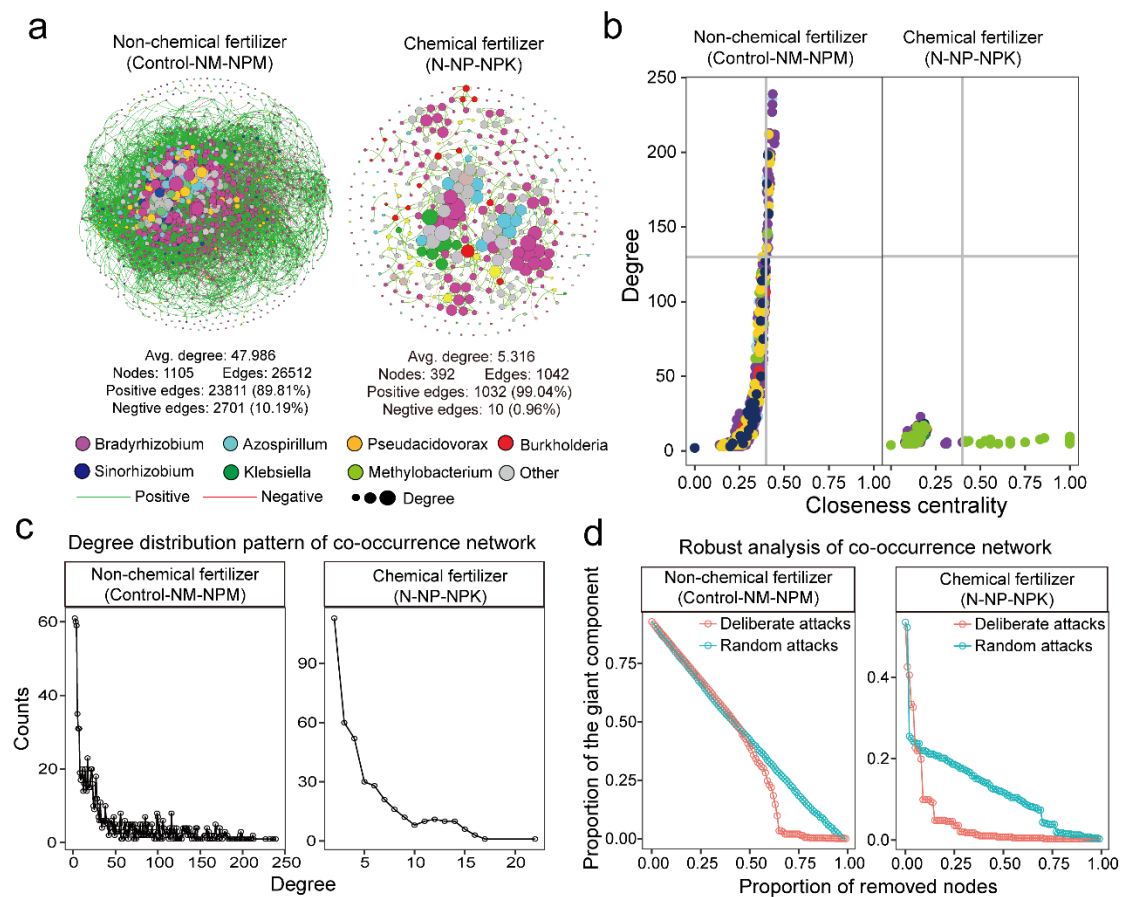 a
Non-chemical fertilizer
(Control-NM-NPM)
Chemical fertilizer
(N-NP-NPK)
Avg. degree: 47.986
Nodes: 1105 Edges: 26512
Positive edges: 23811 (89.81%)
Negtive edges: 2701 (10.19%)
Avg. degree: 5.316
Nodes: 392 Edges: 1042
Positive edges: 1032 (99.04%)
Negtive edges: 10 (0.96%)
Bradyrhizobium Azospirillum Pseudacidovorax Burkholderia
Sinorhizobium Klebsiella Methylobacterium Other
Positive Negative Degree
b
Non-chemical fertilizer
(Control-NM-NPM)
Chemical fertilizer
(N-NP-NPK)
Degree
250
200
150
100
50
0
0.00 0.25 0.50 0.75 1.00 0.00 0.25 0.50 0.75 1.00
Closeness centrality
c
Degree distribution pattern of co-occurrence network
Non-chemical fertilizer
(Control-NM-NPM)
Chemical fertilizer
(N-NP-NPK)
Counts
60
40
20
0
0 50 100 150 200 250
90
60
30
0
5 10 15 20
Degree
d
Robust analysis of co-occurrence network
Non-chemical fertilizer
(Control-NM-NPM)
Chemical fertilizer
(N-NP-NPK)
Deliberate attacks
Random attacks
Deliberate attacks
Random attacks
Proportion of the giant component
0.75
0.50
0.25
0.00
0.00 0.25 0.50 0.75 1.00
0.4
0.2
0.0
0.00 0.25 0.50 0.75 1.00
Proportion of removed nodes